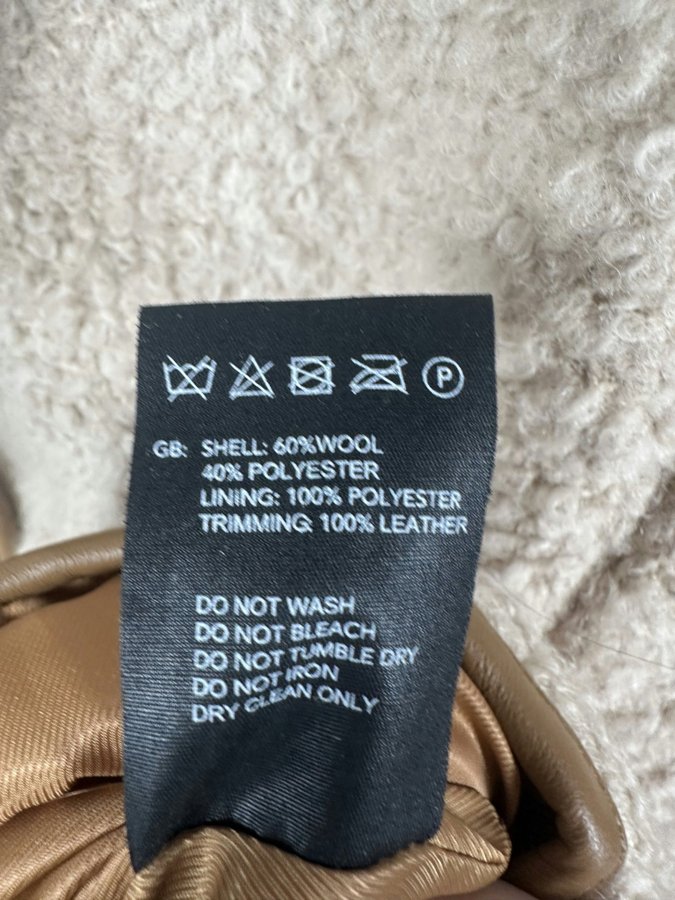 P
GB: SHELL: 60%WOOL
40% POLYESTER
LINING: 100% POLYESTER
TRIMMING: 100% LEATHER
DO NOT WASH
DO NOT BLEACH
DO NOT TUMBLE DRY
DO NOT IRON
DRY CLEAN ONLY